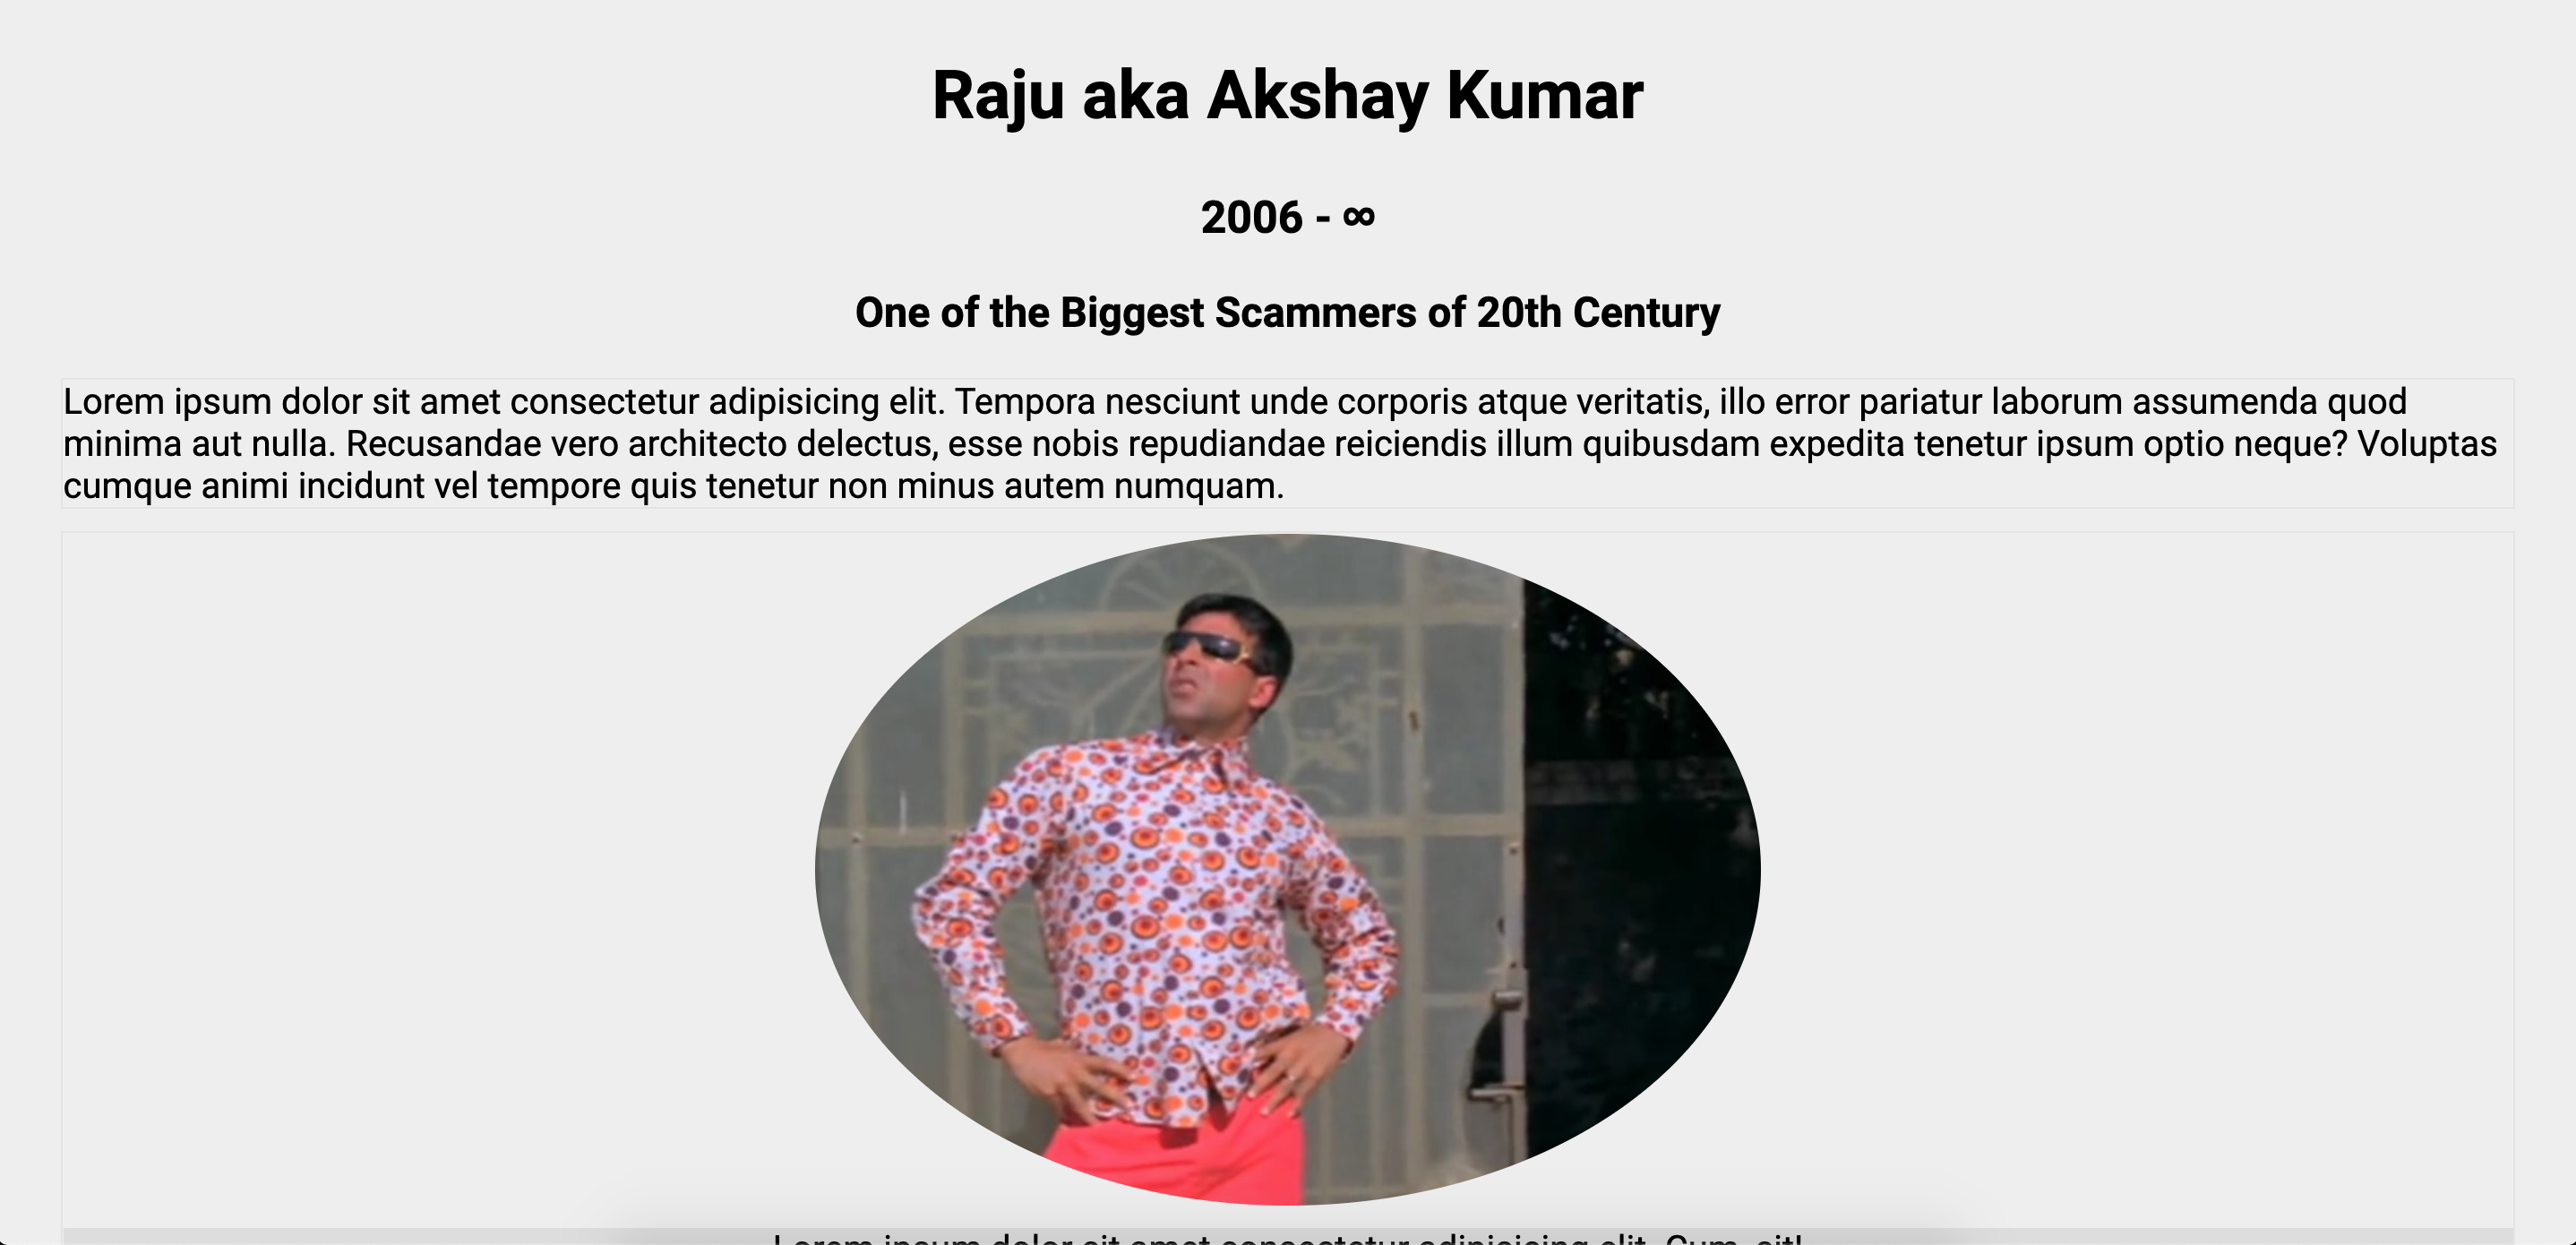 Raju aka Akshay Kumar
2006 - ∞
One of the Biggest Scammers of 20th Century
Lorem ipsum dolor sit amet consectetur adipisicing elit. Tempora nesciunt unde corporis atque veritatis, illo error pariatur laborum assumenda quod
minima aut nulla. Recusandae vero architecto delectus, esse nobis repudiandae reiciendis illum quibusdam expedita tenetur ipsum optio neque? Voluptas
cumque animi incidunt vel tempore quis tenetur non minus autem numquam.
Lorem ipsum dolor sit amet consectetur adipisicing elit. Cum, sit!